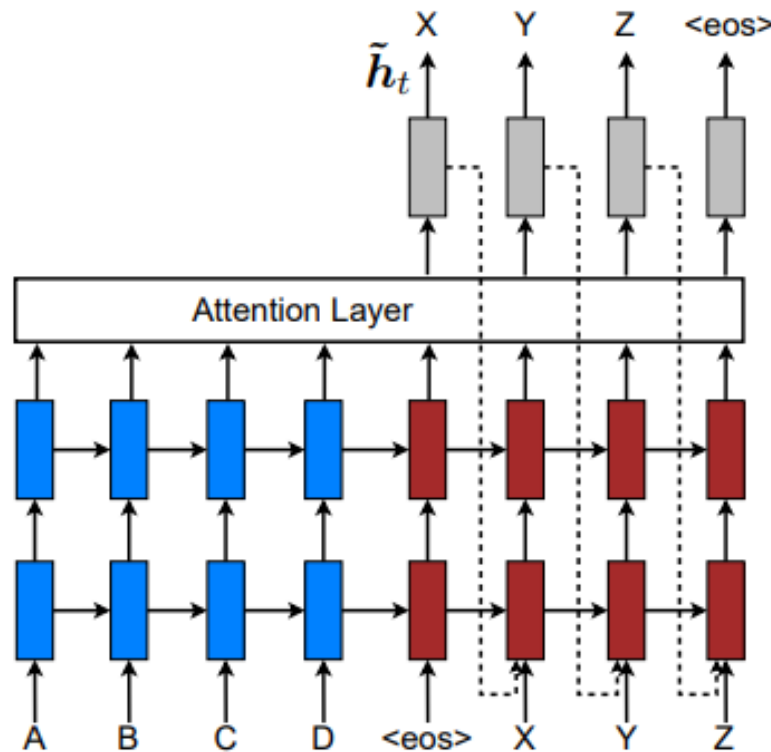 X Y Z <eos>
h̃ₜ
Attention Layer
A B C D <eos> X Y Z